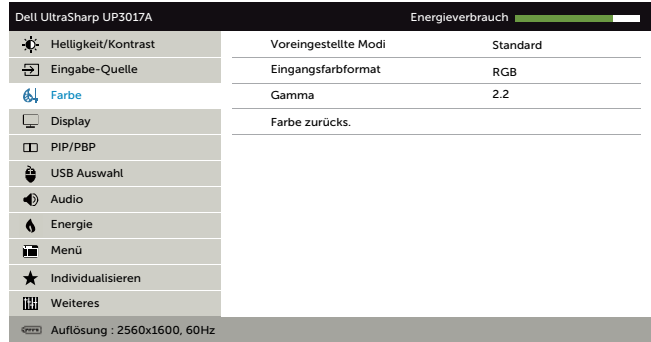 Dell UltraSharp UP3017A Energieverbrauch
Helligkeit/Kontrast Voreingestellte Modi Standard
Eingabe-Quelle Eingangsfarbformat RGB
Farbe Gamma 2.2
Display Farbe zurücks.
PIP/PBP
USB Auswahl
Audio
Energie
Menü
Individualisieren
Weiteres
Auflösung : 2560x1600, 60Hz